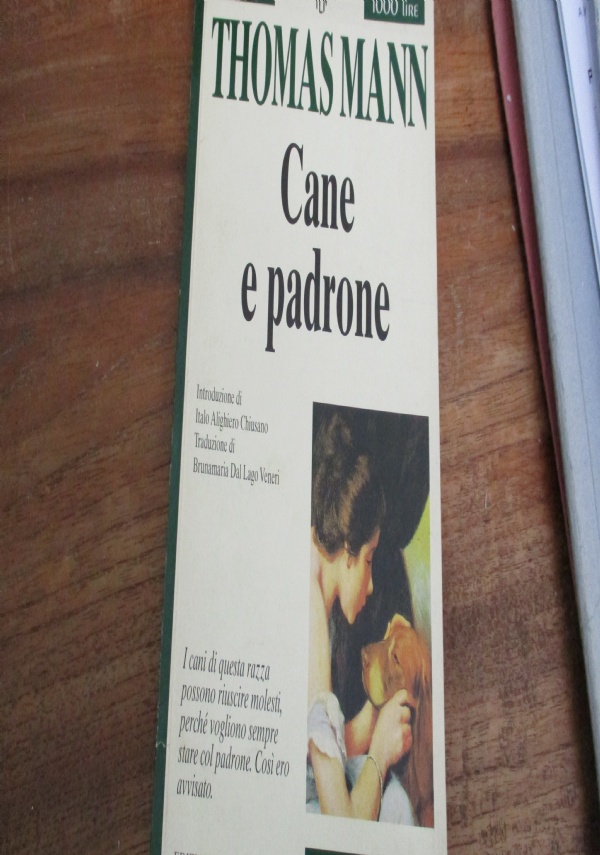 1000 LIRE
THOMAS MANN
Cane
e padrone
Introduzione di
Italo Alighiero Chiusano
Traduzione di
Brunamaria Dal Lago Veneri
I cani di questa razza
possono riuscire molesti,
perché vogliono sempre
stare col padrone. Così ero
avvisato.